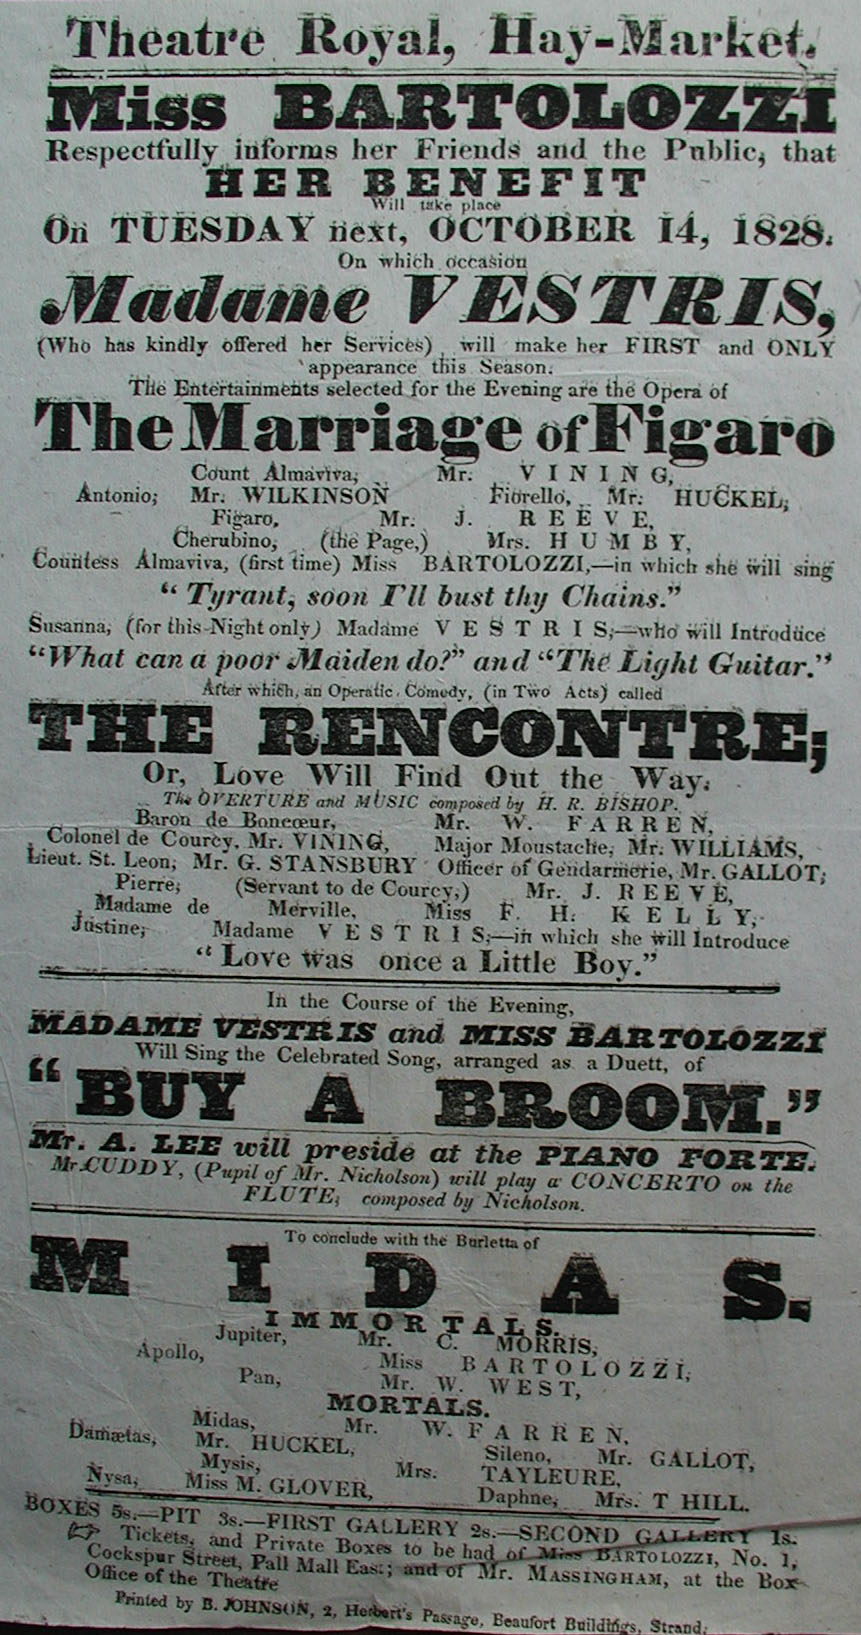 Theatre Royal, Hay-Market.
Miss BARTOLOZZI
Respectfully informs her Friends and the Public, that
HER BENEFIT
Will take place
On TUESDAY next, OCTOBER 14, 1828.
On which occasion
Madame VESTRIS,
(Who has kindly offered her Services) will make her FIRST and ONLY
appearance this Season.
The Entertainments selected for the Evening are the Opera of
The Marriage of Figaro
Count Almaviva, Mr. VINING,
Antonio, Mr. WILKINSON Fiorello, Mr. HUCKEL,
Figaro, Mr. J. REEVE,
Cherubino, (the Page,) Mrs. HUMBY,
Countess Almaviva, (first time) Miss BARTOLOZZI,—in which she will sing
"Tyrant, soon I'll bust thy Chains."
Susanna, (for this Night only) Madame VESTRIS,—who will Introduce
"What can a poor Maiden do?" and "The Light Guitar."
After which, an Operatic Comedy, (in Two Acts) called
THE RENCONTRE;
Or, Love Will Find Out the Way.
The OVERTURE and MUSIC composed by H. R. BISHOP.
Baron de Boncœur, Mr. W. FARREN,
Colonel de Courcy, Mr. VINING, Major Moustache, Mr. WILLIAMS,
Lieut. St. Leon, Mr. G. STANSBURY Officer of Gendarmerie, Mr. GALLOT,
Pierre, (Servant to de Courcy,) Mr. J. REEVE,
Madame de Merville, Miss F. H. KELLY,
Justine, Madame VESTRIS,—in which she will Introduce
"Love was once a Little Boy."
In the Course of the Evening,
MADAME VESTRIS and MISS BARTOLOZZI
Will Sing the Celebrated Song, arranged as a Duett, of
"BUY A BROOM."
Mr. A. LEE will preside at the PIANO FORTE.
Mr. CUDDY, (Pupil of Mr. Nicholson) will play a CONCERTO on the
FLUTE, composed by Nicholson.
To conclude with the Burletta of
MIDAS.
IMMORTALS.
Jupiter, Mr. C. MORRIS,
Apollo, Miss BARTOLOZZI,
Pan, Mr. W. WEST,
MORTALS.
Midas, Mr. W. FARREN,
Damætas, Mr. HUCKEL, Sileno, Mr. GALLOT,
Mysis, Mrs. TAYLEURE,
Nysa, Miss M. GLOVER, Daphne, Mrs. T HILL.
BOXES 5s.—PIT 3s.—FIRST GALLERY 2s.—SECOND GALLERY 1s.
☞ Tickets, and Private Boxes to be had of Miss BARTOLOZZI, No. 1,
Cockspur Street, Pall Mall East; and of Mr. MASSINGHAM, at the Box
Office of the Theatre
Printed by B. JOHNSON, 2, Herbert's Passage, Beaufort Buildings, Strand.